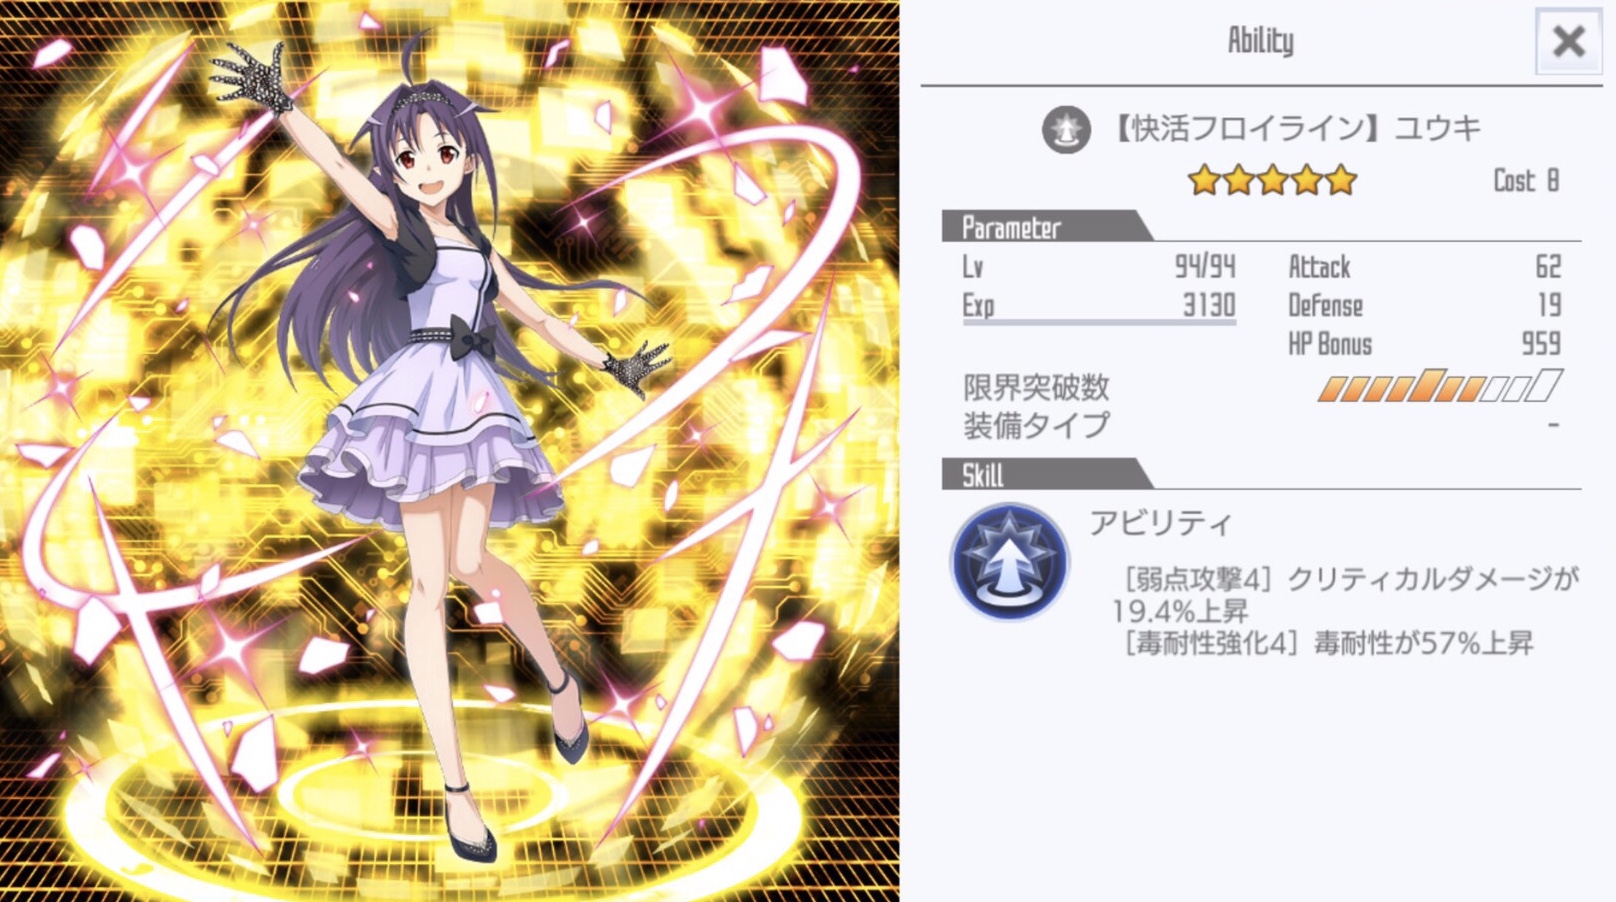 Ability
【快活フロイライン】ユウキ
Cost 8
Parameter
Lv 94/94 Attack 62
Exp 3130 Defense 19
HP Bonus 959
限界突破数
装備タイプ -
Skill
アビリティ
［弱点攻撃4］クリティカルダメージが
19.4%上昇
［毒耐性強化4］毒耐性が57%上昇